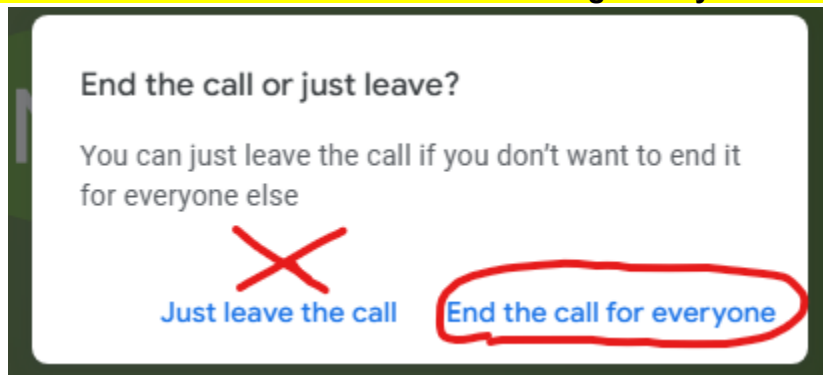 End the call or just leave?
You can just leave the call if you don't want to end it
for everyone else
Just leave the call End the call for everyone